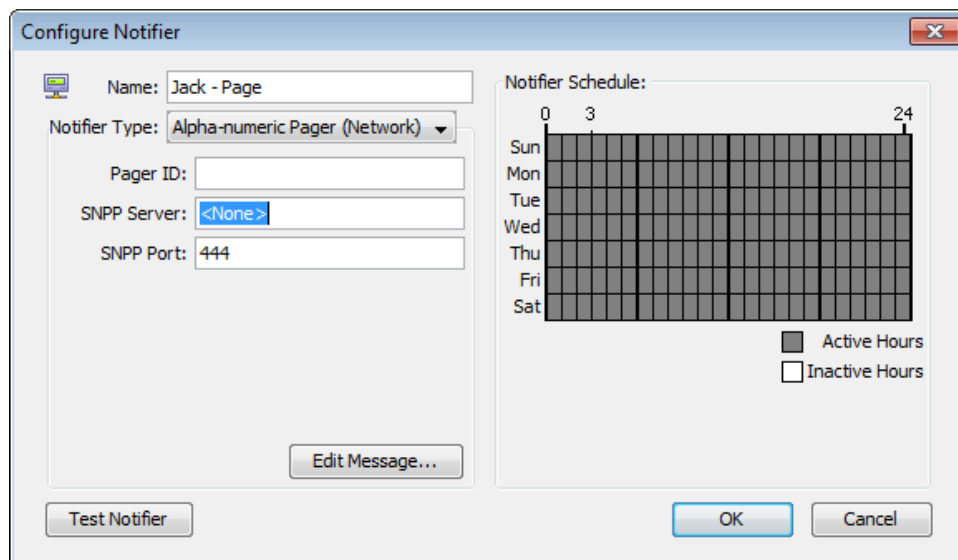 Configure Notifier
Name: Jack - Page
Notifier Type: Alpha-numeric Pager (Network)
Pager ID:
SNPP Server: <None>
SNPP Port: 444
Edit Message...
Notifier Schedule:
0 3 24
Sun
Mon
Tue
Wed
Thu
Fri
Sat
Active Hours
Inactive Hours
Test Notifier
OK
Cancel